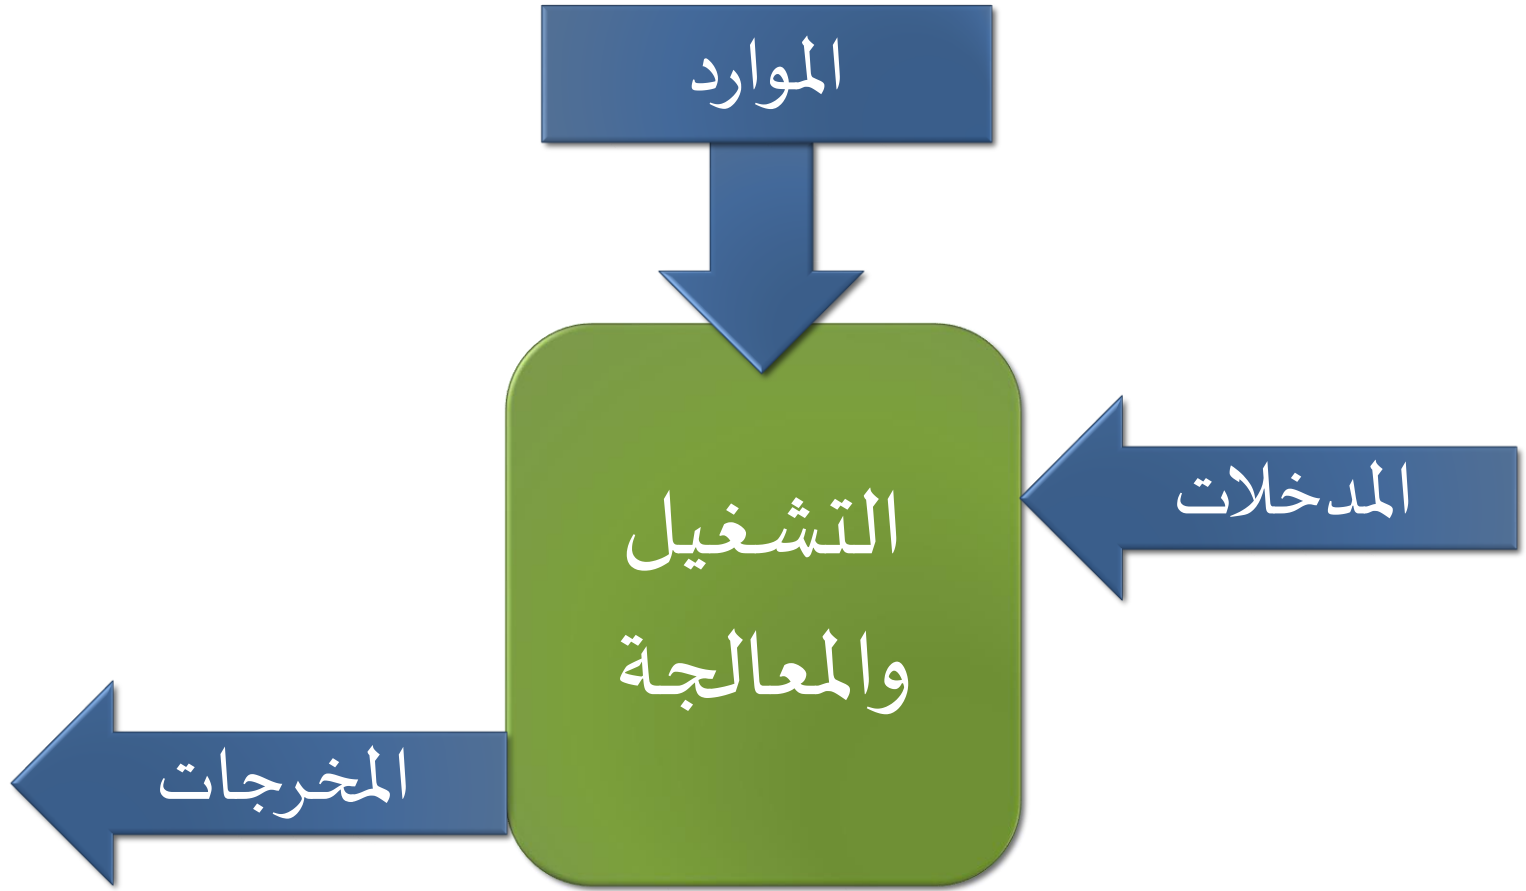 الموارد
المدخلات
التشغيل
والمعالجة
المخرجات